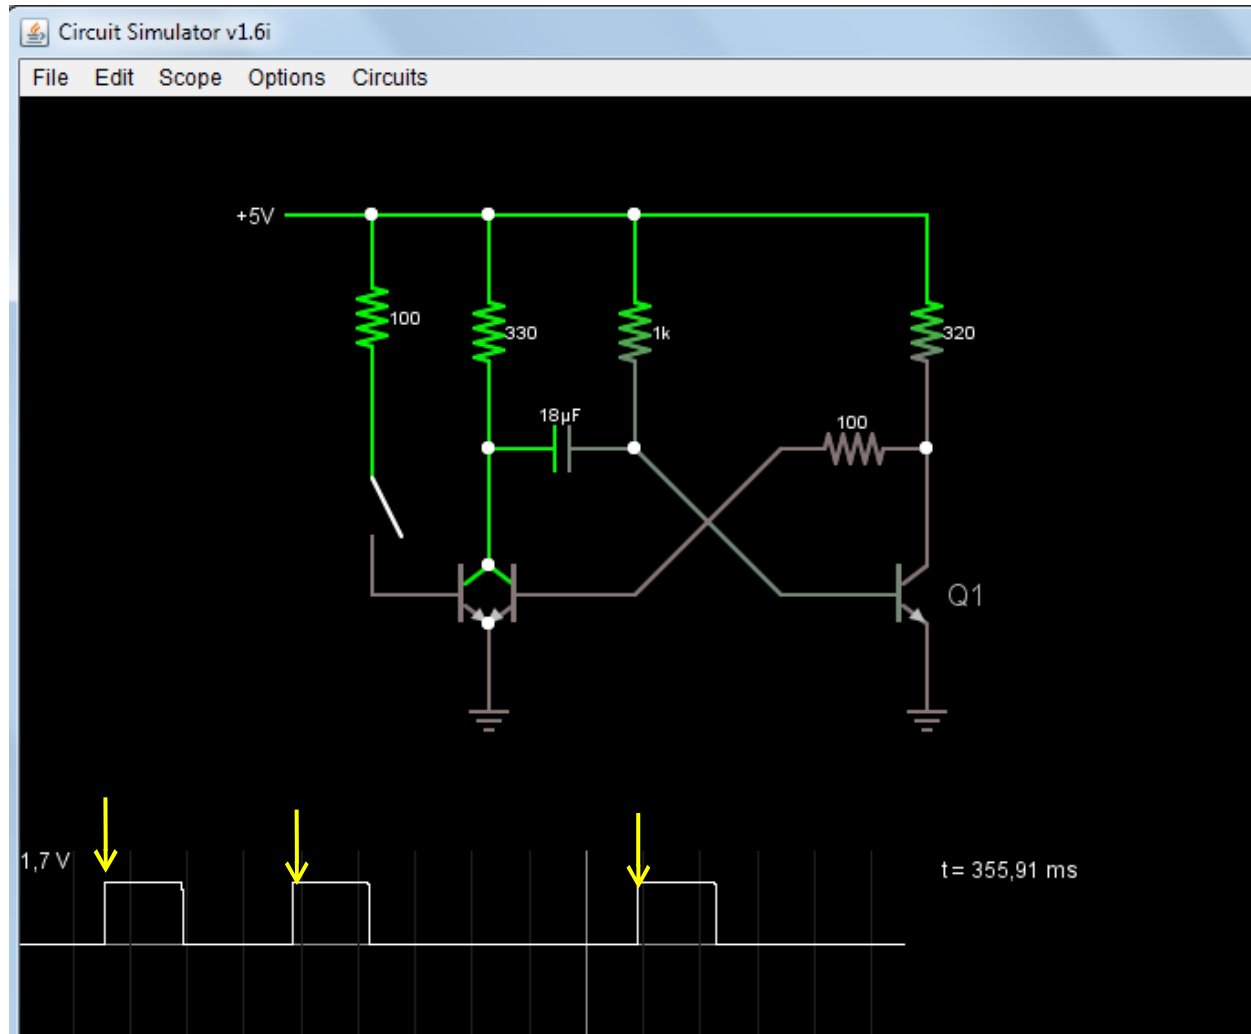 Circuit Simulator v1.6i
File Edit Scope Options Circuits
+5V
100
330
1k
320
18µF
100
Q1
1,7 V
t= 355,91 ms